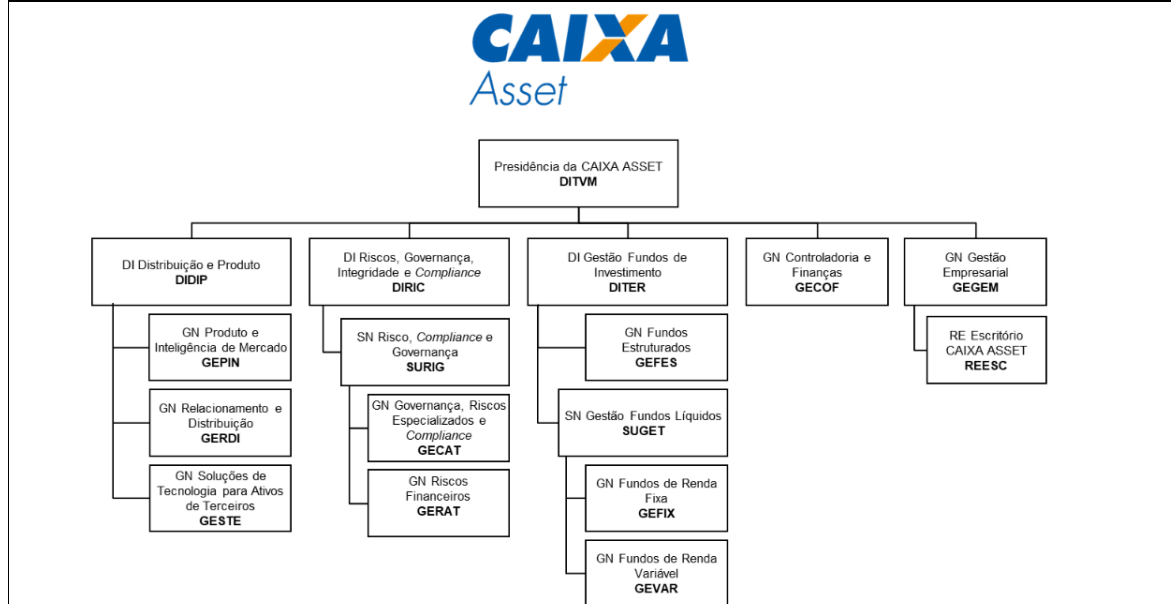 CAIXA
Asset
Presidência da CAIXA ASSET
DITVM
DI Distribuição e Produto
DIDIP
DI Riscos, Governança,
Integridade e Compliance
DIRIC
DI Gestão Fundos de
Investimento
DITER
GN Controladoria e
Finanças
GECOF
GN Gestão
Empresarial
GEGEM
GN Produto e
Inteligência de Mercado
GEPIN
GN Relacionamento e
Distribuição
GERDI
GN Soluções de
Tecnologia para Ativos
de Terceiros
GESTE
SN Risco, Compliance e
Governança
SURIG
GN Governança, Riscos
Especializados e
Compliance
GECAT
GN Riscos
Financeiros
GERAT
GN Fundos
Estruturados
GEFES
SN Gestão Fundos Líquidos
SUGET
GN Fundos de Renda
Fixa
GEFIX
GN Fundos de Renda
Variável
GEVAR
RE Escritório
CAIXA ASSET
REESC